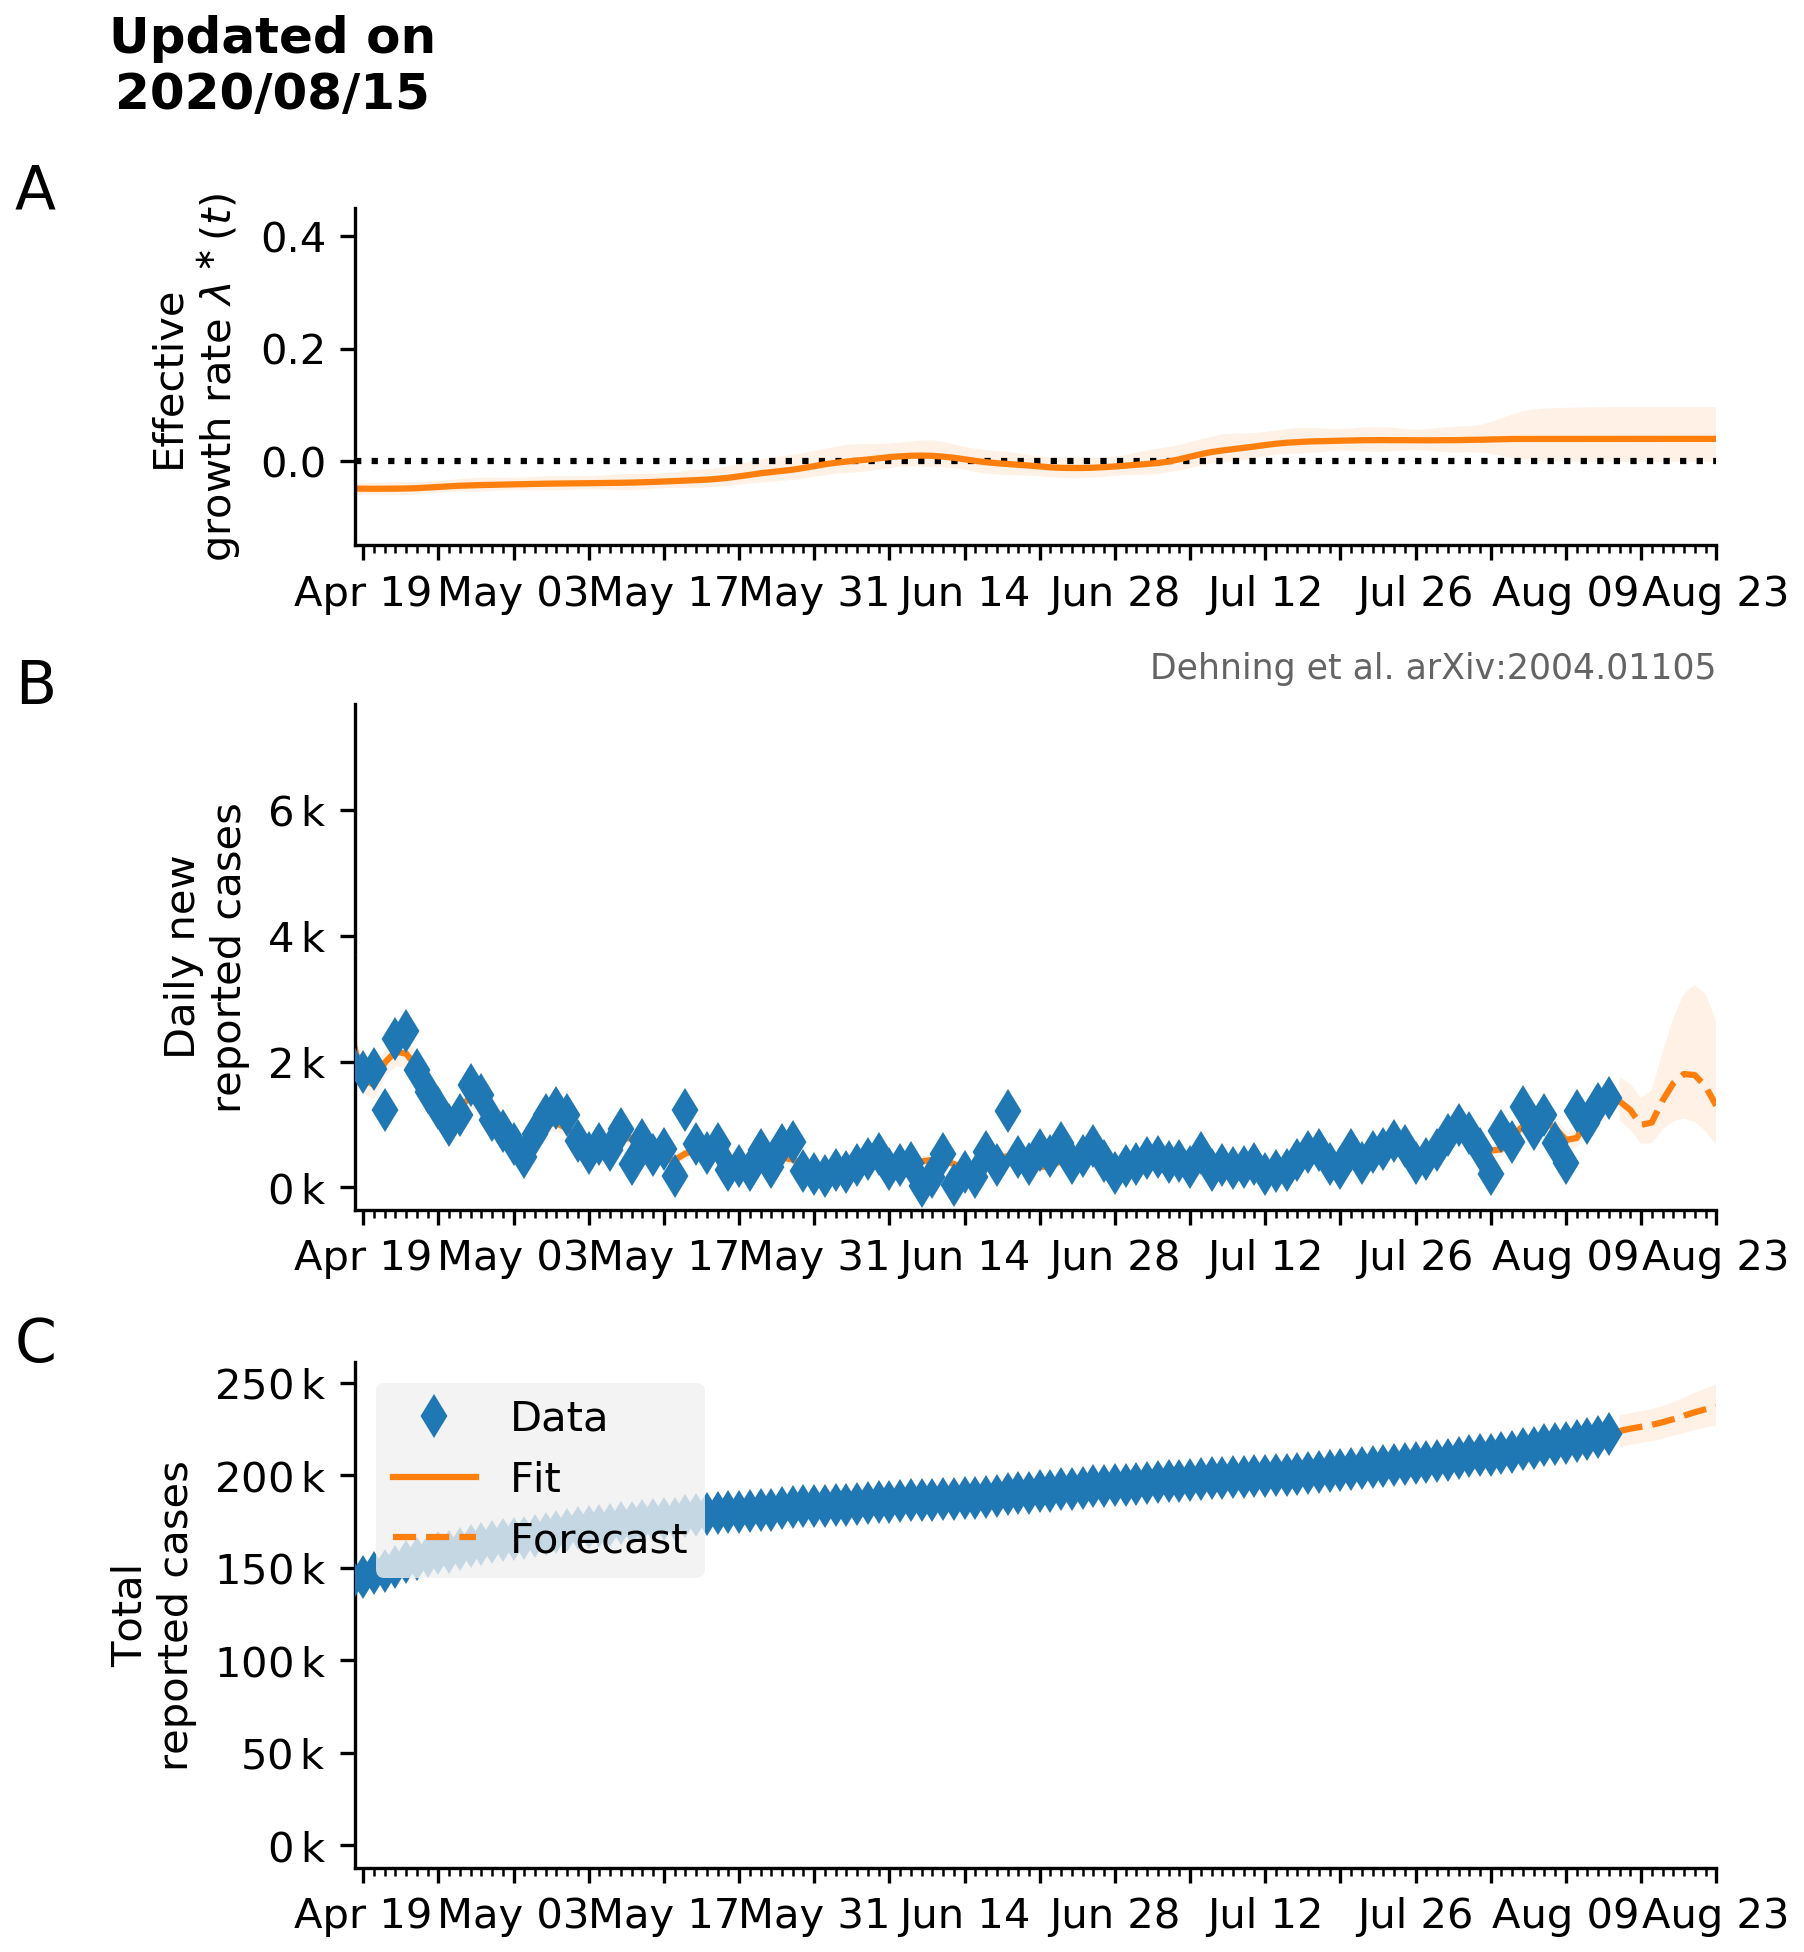 Updated on
2020/08/15
A
Effective
growth rate λ * (t)
0.4
0.2
0.0
Apr 19 May 03 May 17 May 31 Jun 14 Jun 28 Jul 12 Jul 26 Aug 09 Aug 23
B
Dehning et al. arXiv:2004.01105
Daily new
reported cases
6 k
4 k
2 k
0 k
Apr 19 May 03 May 17 May 31 Jun 14 Jun 28 Jul 12 Jul 26 Aug 09 Aug 23
C
Total
reported cases
250 k
200 k
150 k
100 k
50 k
0 k
Data
Fit
Forecast
Apr 19 May 03 May 17 May 31 Jun 14 Jun 28 Jul 12 Jul 26 Aug 09 Aug 23